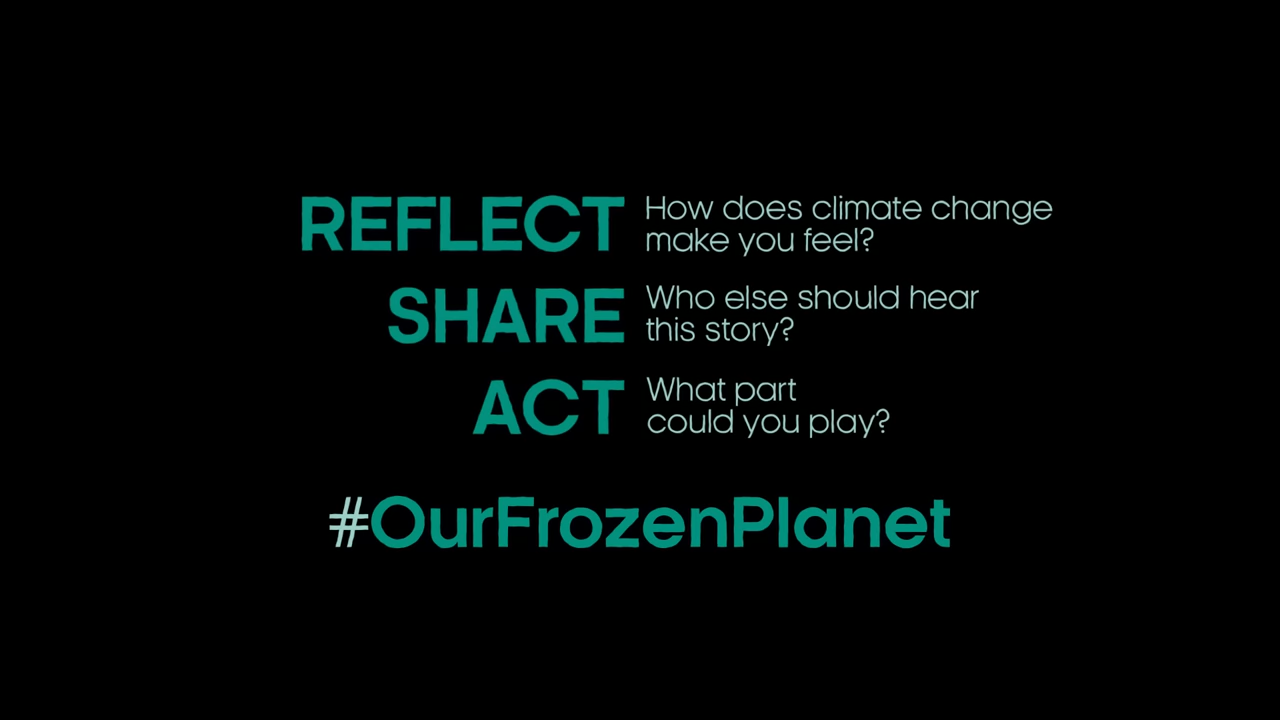 REFLECT How does climate change
make you feel?
SHARE Who else should hear
this story?
ACT What part
could you play?
#OurFrozenPlanet